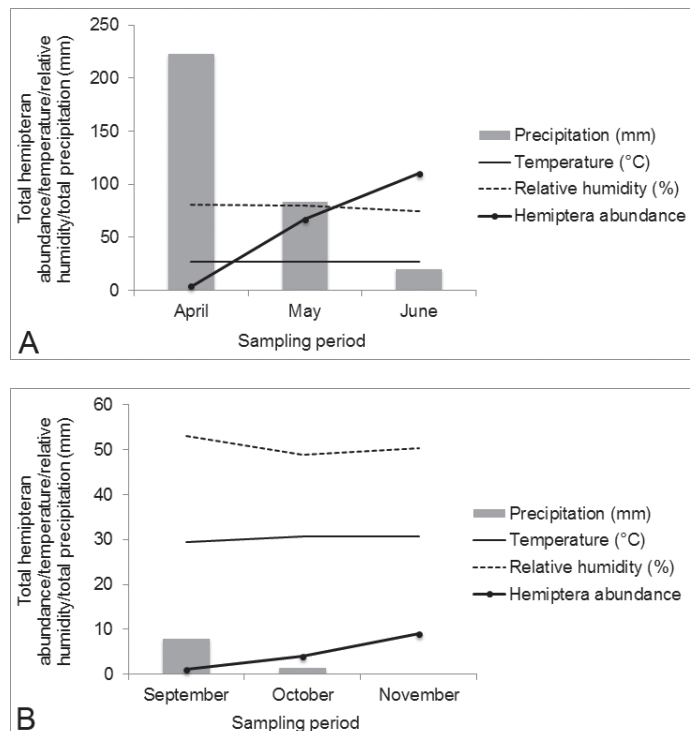 250
200
150
100
50
0
Total hemipteran
abundance/temperature/relative
humidity/total precipitation (mm)
April May June
Sampling period
Precipitation (mm)
Temperature (°C)
Relative humidity (%)
Hemiptera abundance
A
60
50
40
30
20
10
0
Total hemipteran
abundance/temperature/relative
humidity/total precipitation (mm)
September October November
Sampling period
Precipitation (mm)
Temperature (°C)
Relative humidity (%)
Hemiptera abundance
B